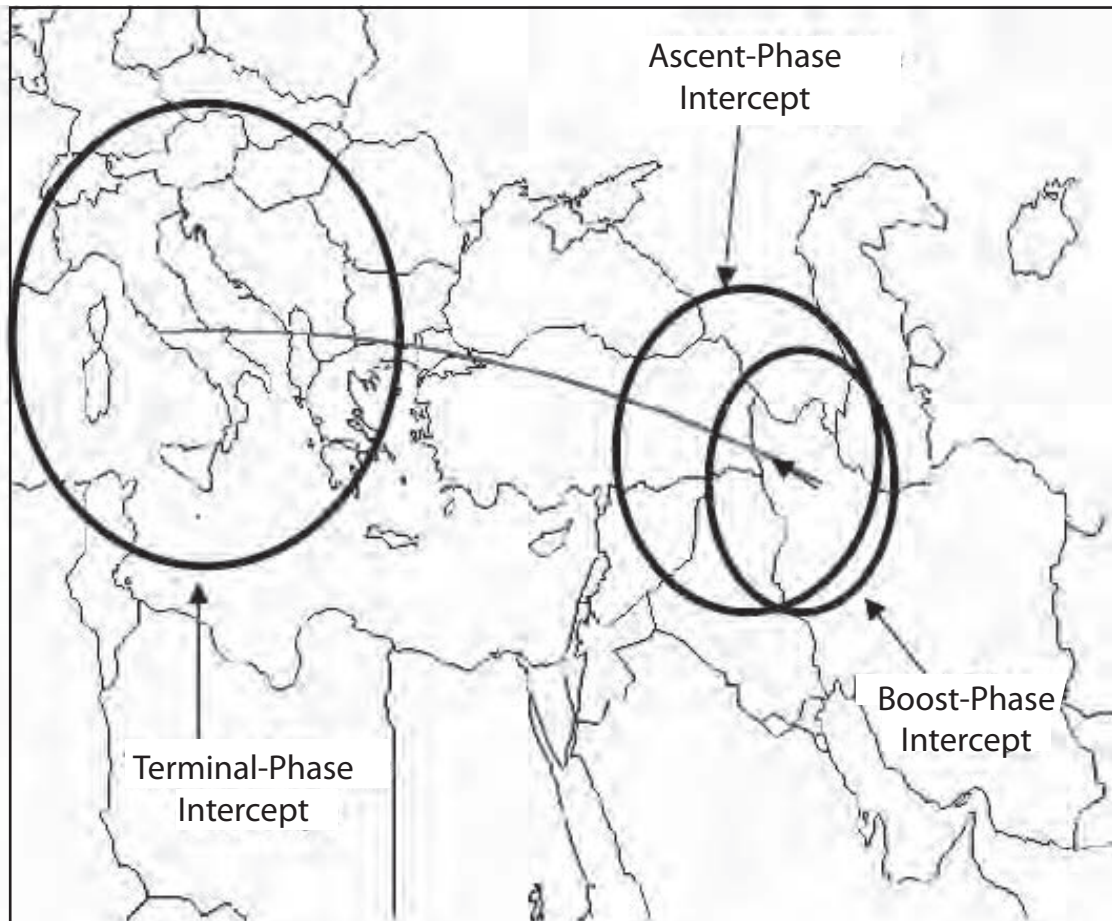 Ascent-Phase
Intercept
Boost-Phase
Intercept
Terminal-Phase
Intercept